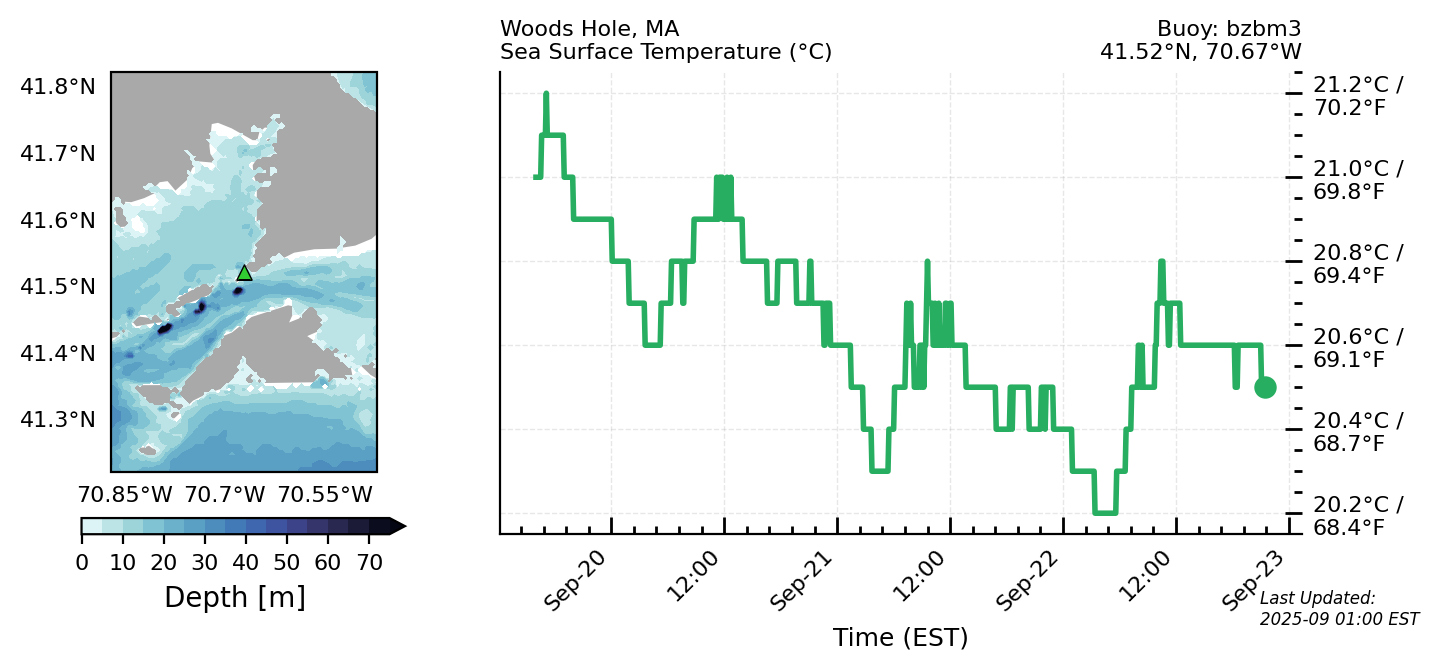 Woods Hole, MA
Sea Surface Temperature (°C)
Buoy: bzbm3
41.52°N, 70.67°W
41.8°N
41.7°N
41.6°N
41.5°N
41.4°N
41.3°N
70.85°W 70.7°W 70.55°W
0 10 20 30 40 50 60 70
Depth [m]
21.2°C /
70.2°F
21.0°C /
69.8°F
20.8°C /
69.4°F
20.6°C /
69.1°F
20.4°C /
68.7°F
20.2°C /
68.4°F
Sep-20 12:00 Sep-21 12:00 Sep-22 12:00 Sep-23
Time (EST)
Last Updated:
2025-09 01:00 EST